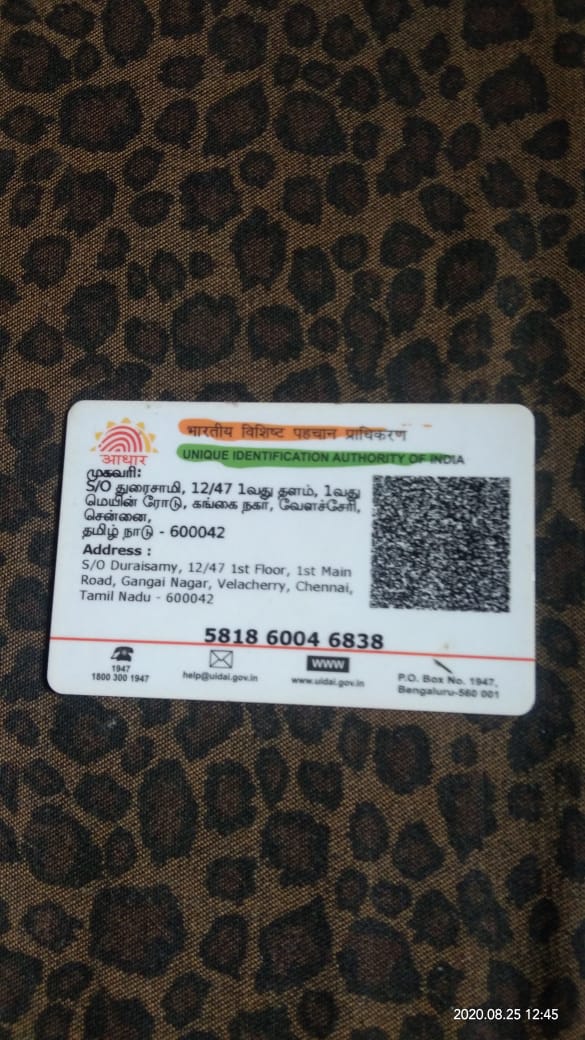 भारतीय विशिष्ट पहचान प्राधिकरण
UNIQUE IDENTIFICATION AUTHORITY OF INDIA
आधार
முகவரி:
S/O துரைசாமி, 12/47 1வது தளம், 1வது
மெயின் ரோடு, கங்கை நகர், வேளச்சேரி,
சென்னை,
தமிழ் நாடு - 600042
Address :
S/O Duraisamy, 12/47 1st Floor, 1st Main
Road, Gangai Nagar, Velacherry, Chennai,
Tamil Nadu - 600042
5818 6004 6838
1947
1800 300 1947
help@uidai.gov.in
WWW
www.uidai.gov.in
P.O. Box No. 1947,
Bengaluru-560 001
2020.08.25 12:45